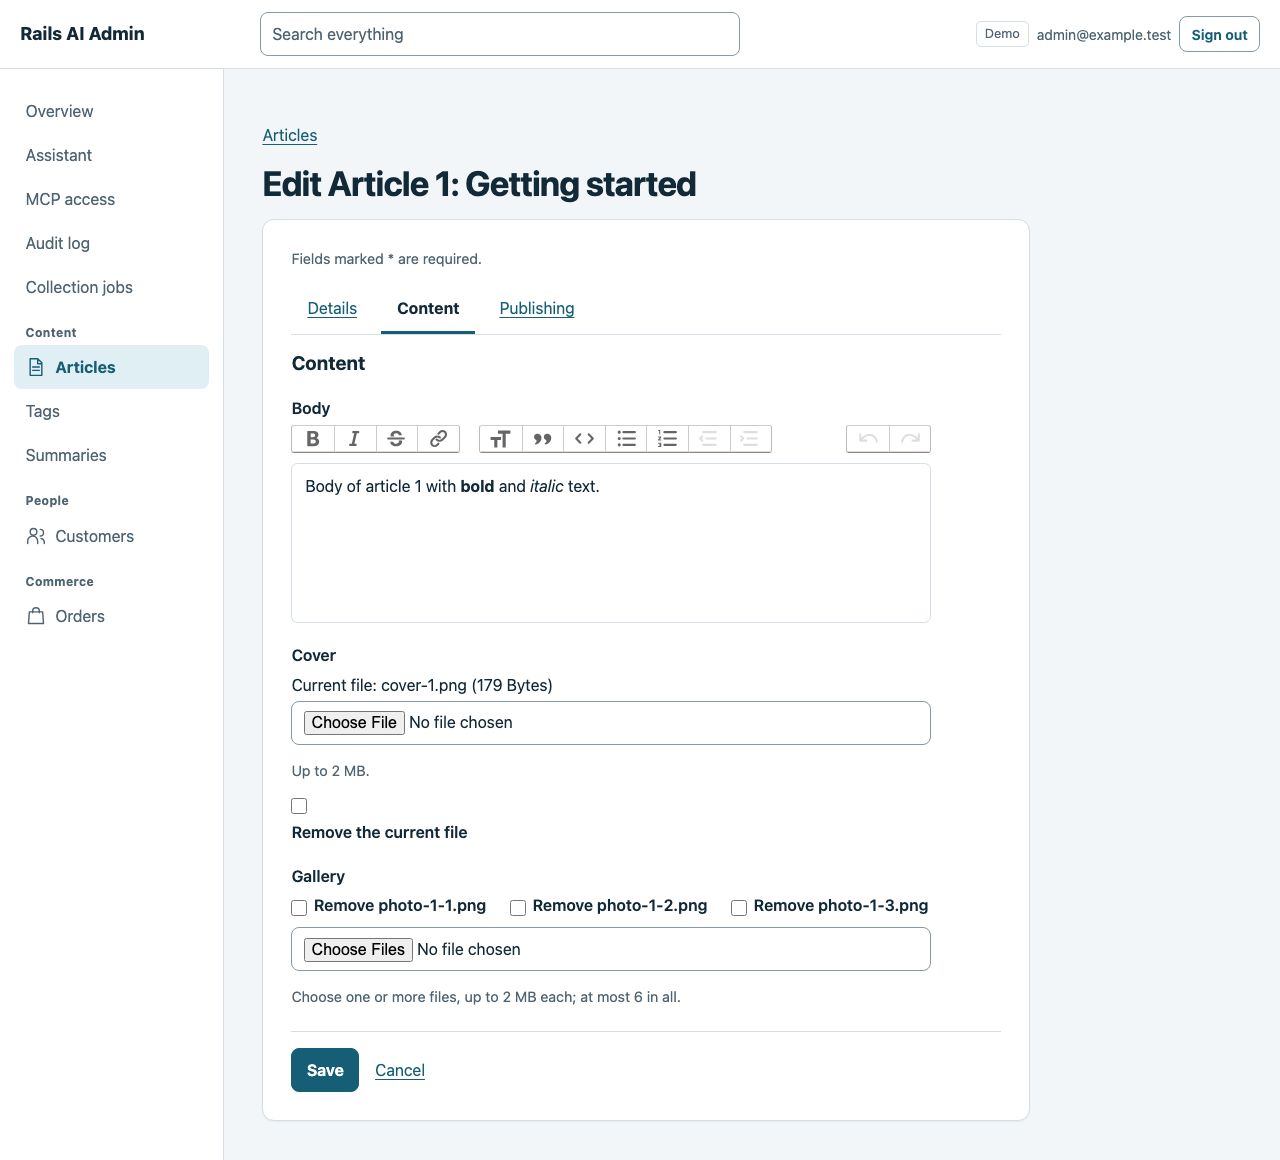 Rails AI Admin
Search everything
Demo
admin@example.test
Sign out
Overview
Assistant
MCP access
Audit log
Collection jobs
Content
Articles
Tags
Summaries
People
Customers
Commerce
Orders
Articles
Edit Article 1: Getting started
Fields marked * are required.
Details Content Publishing
Content
Body
Body of article 1 with bold and italic text.
Cover
Current file: cover-1.png (179 Bytes)
Choose File No file chosen
Up to 2 MB.
Remove the current file
Gallery
Remove photo-1-1.png Remove photo-1-2.png Remove photo-1-3.png
Choose Files No file chosen
Choose one or more files, up to 2 MB each; at most 6 in all.
Save Cancel